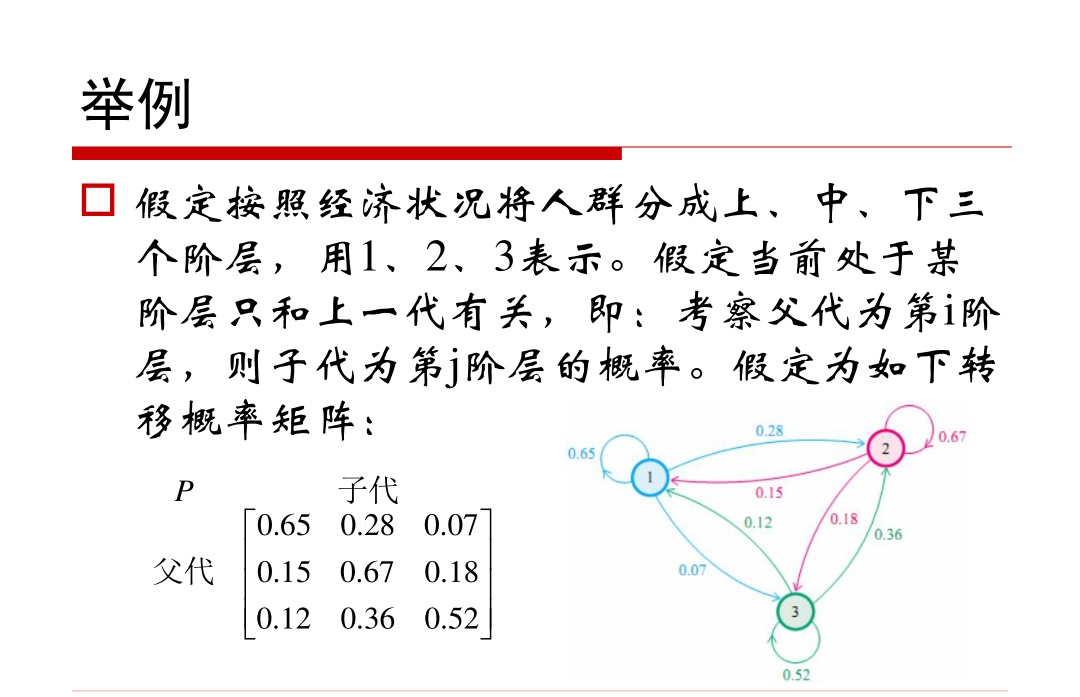 举例
假定按照经济状况将人群分成上、中、下三
个阶层，用1、2、3表示。假定当前处于某
阶层只和上一代有关，即：考察父代为第i阶
层，则子代为第j阶层的概率。假定为如下转
移概率矩阵：
P 子代
0.65 0.28 0.07
父代 0.15 0.67 0.18
0.12 0.36 0.52
0.28
0.67
0.65
2
1
0.15
0.12
0.18
0.36
0.07
3
0.52